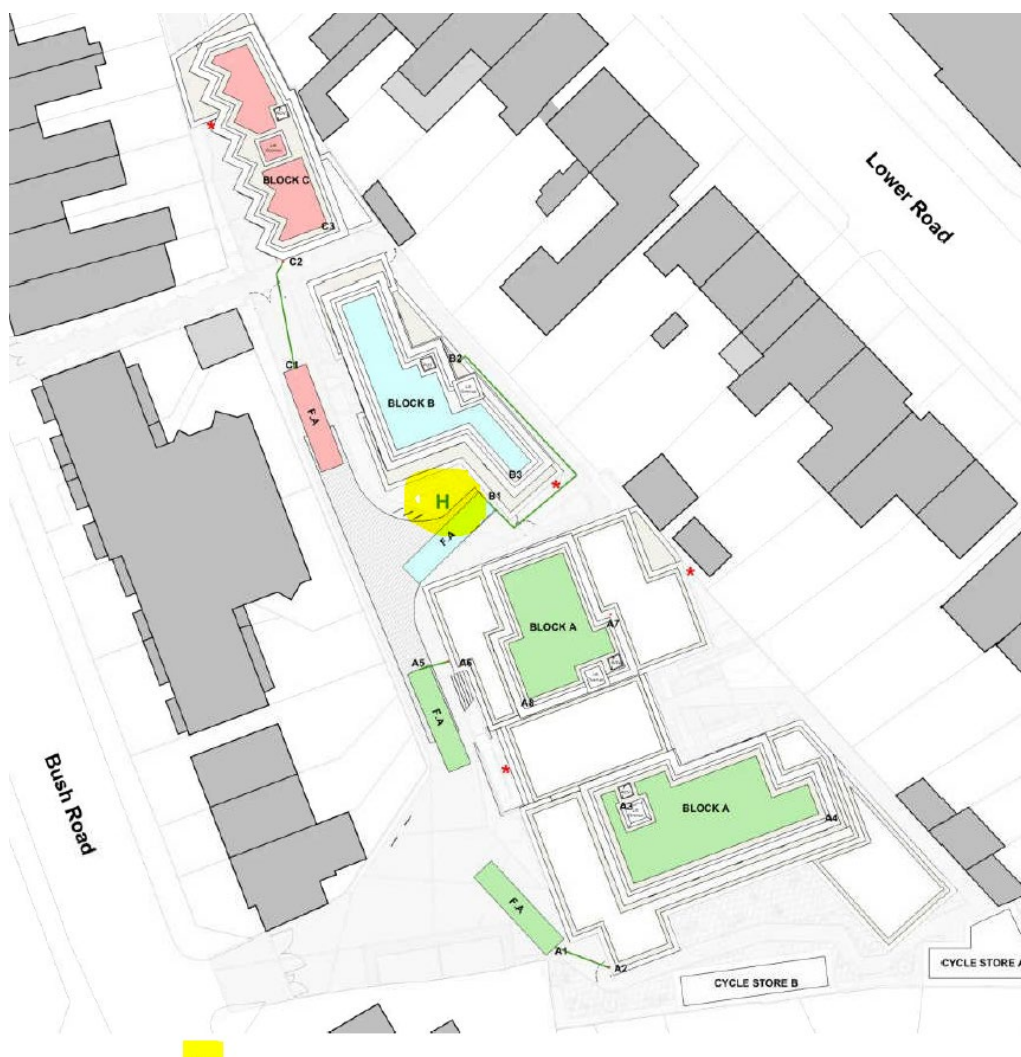 BLOCK C
C3
C2
Lower Road
C1
F.A
BLOCK B
B2
B3
B1
H
F.A
BLOCK A
A7
A5
A6
A8
F.A
Bush Road
A3
BLOCK A
A4
F.A
A1
A2
CYCLE STORE B
CYCLE STORE A